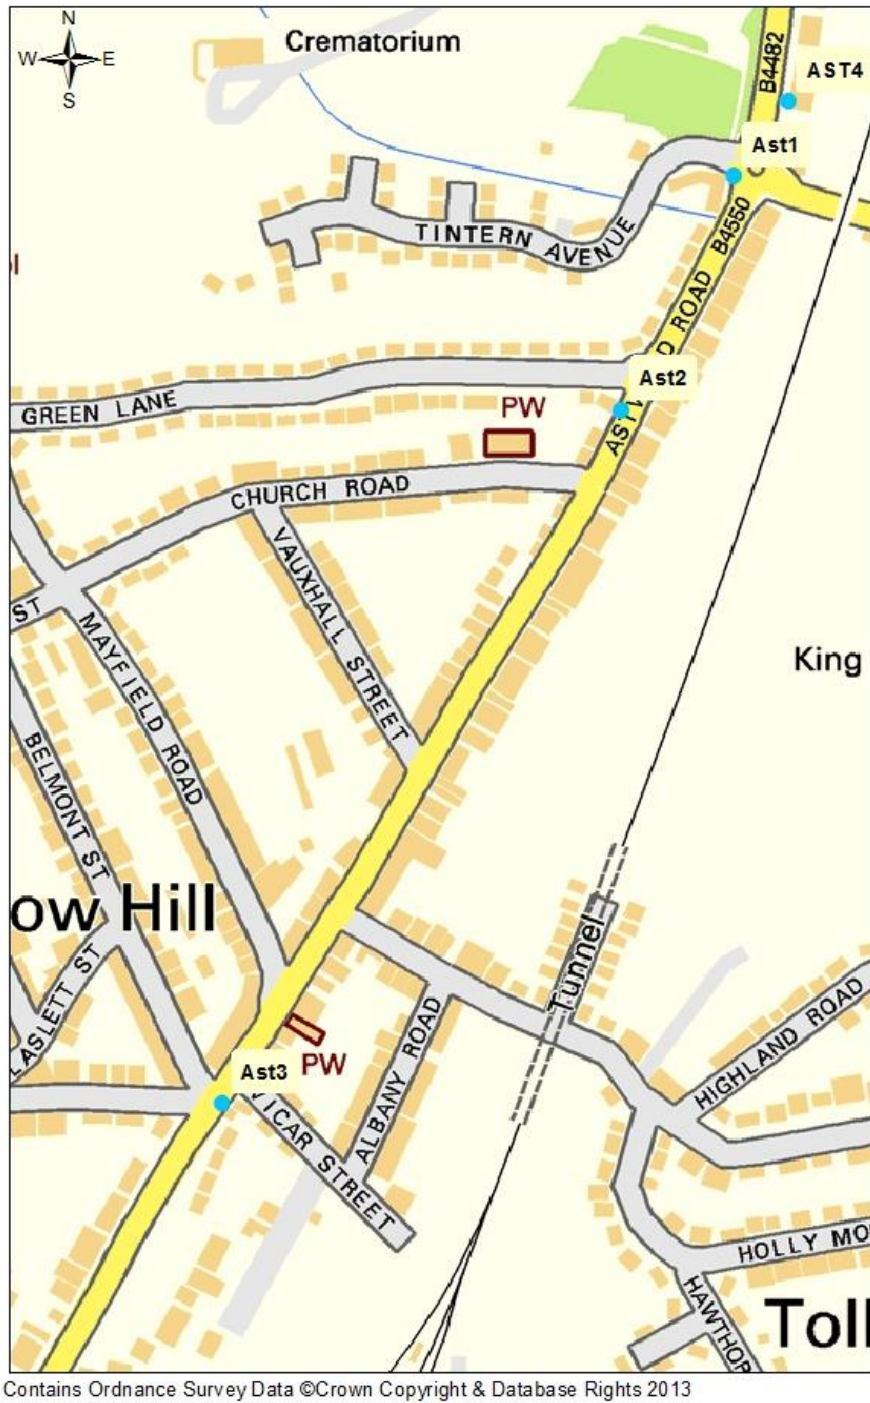 N
W E
S
Crematorium
B4482
AST4
Ast1
TINTERN AVENUE
ROAD B4550
Ast2
GREEN LANE
PW
AST
D
CHURCH ROAD
VAUXHALL STREET
ST
MAYFIELD ROAD
King
BELMONT ST
ow Hill
Tunnel
LASLETT ST
HIGHLAND ROAD
Ast3
PW
ALBANY ROAD
ICAR STREET
HOLLY MO
HAWTHOR
Toll
Contains Ordnance Survey Data ©Crown Copyright & Database Rights 2013